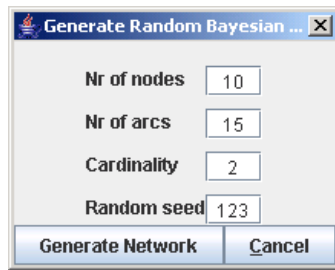 Generate Random Bayesian ...
Nr of nodes 10
Nr of arcs 15
Cardinality 2
Random seed 123
Generate Network Cancel